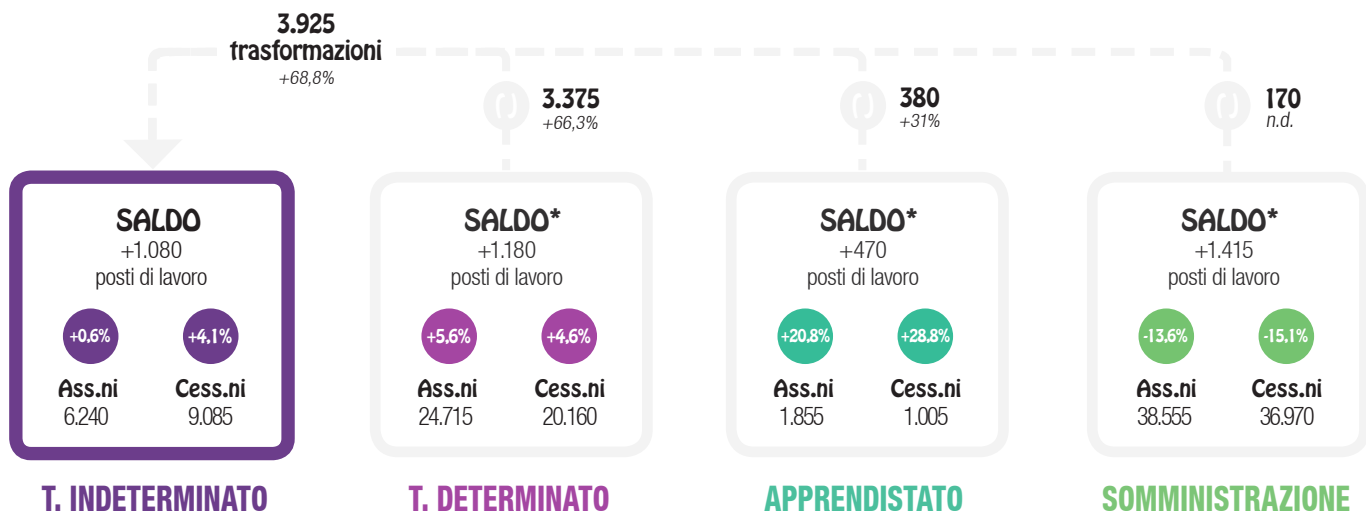 3.925
trasformazioni
+68,8%
3.375
+66,3%
380
+31%
170
n.d.
SALDO
+1.080
posti di lavoro
+0,6%
+4,1%
Ass.ni
Cess.ni
6.240
9.085
T. INDETERMINATO
SALDO*
+1.180
posti di lavoro
+5,6%
+4,6%
Ass.ni
Cess.ni
24.715
20.160
T. DETERMINATO
SALDO*
+470
posti di lavoro
+20,8%
+28,8%
Ass.ni
Cess.ni
1.855
1.005
APPRENDISTATO
SALDO*
+1.415
posti di lavoro
-13,6%
-15,1%
Ass.ni
Cess.ni
38.555
36.970
SOMMINISTRAZIONE